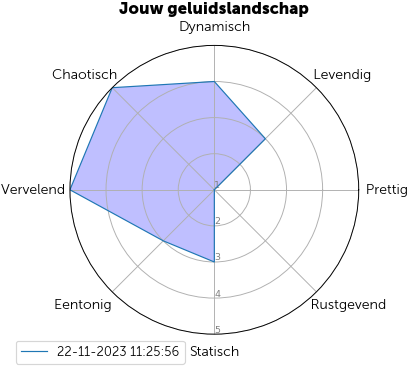 Jouw geluidslandschap
Dynamisch
Chaotisch
Levendig
Vervelend
1
Prettig
2
3
4
Eentonig
Rustgevend
5
22-11-2023 11:25:56
Statisch